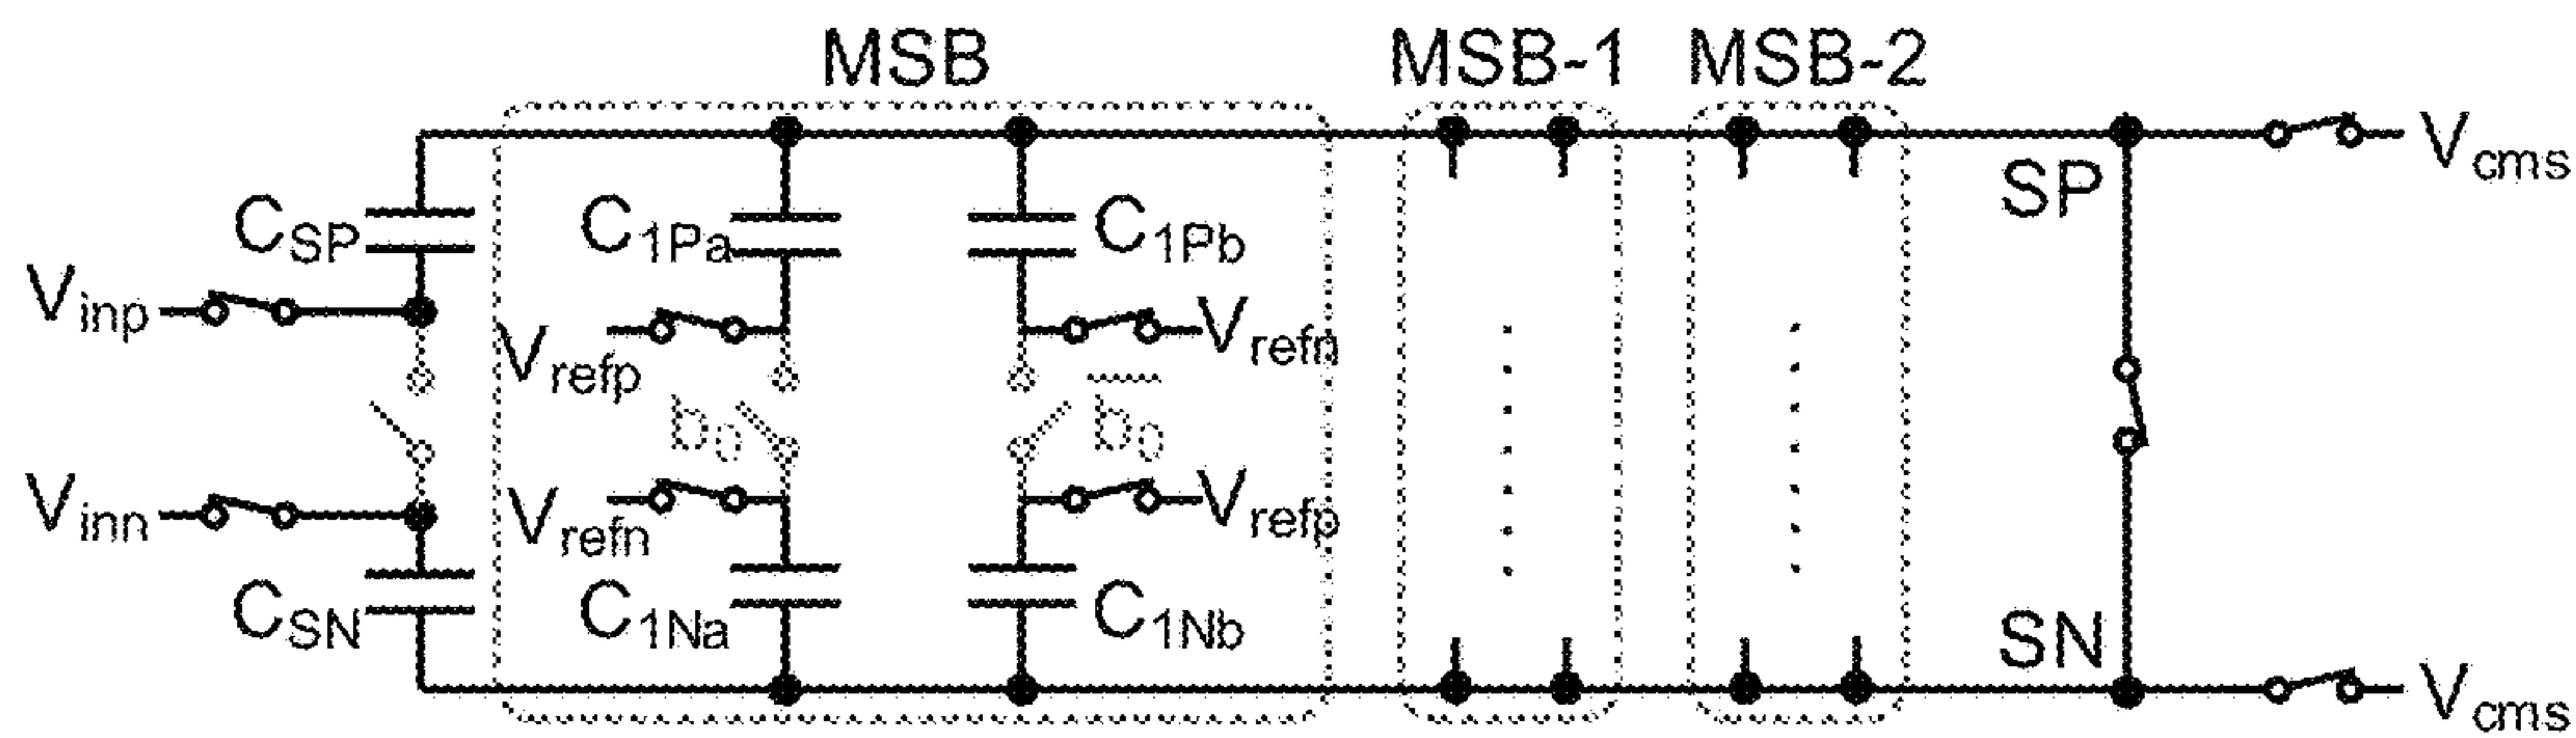 MSB MSB-1 MSB-2
V_cms
SP
C_SP C_1Pa C_1Pb
V_inp V_refp V_refn
b_0 b̅_0
V_inn V_refn V_refp
C_SN C_1Na C_1Nb
SN
V_cms